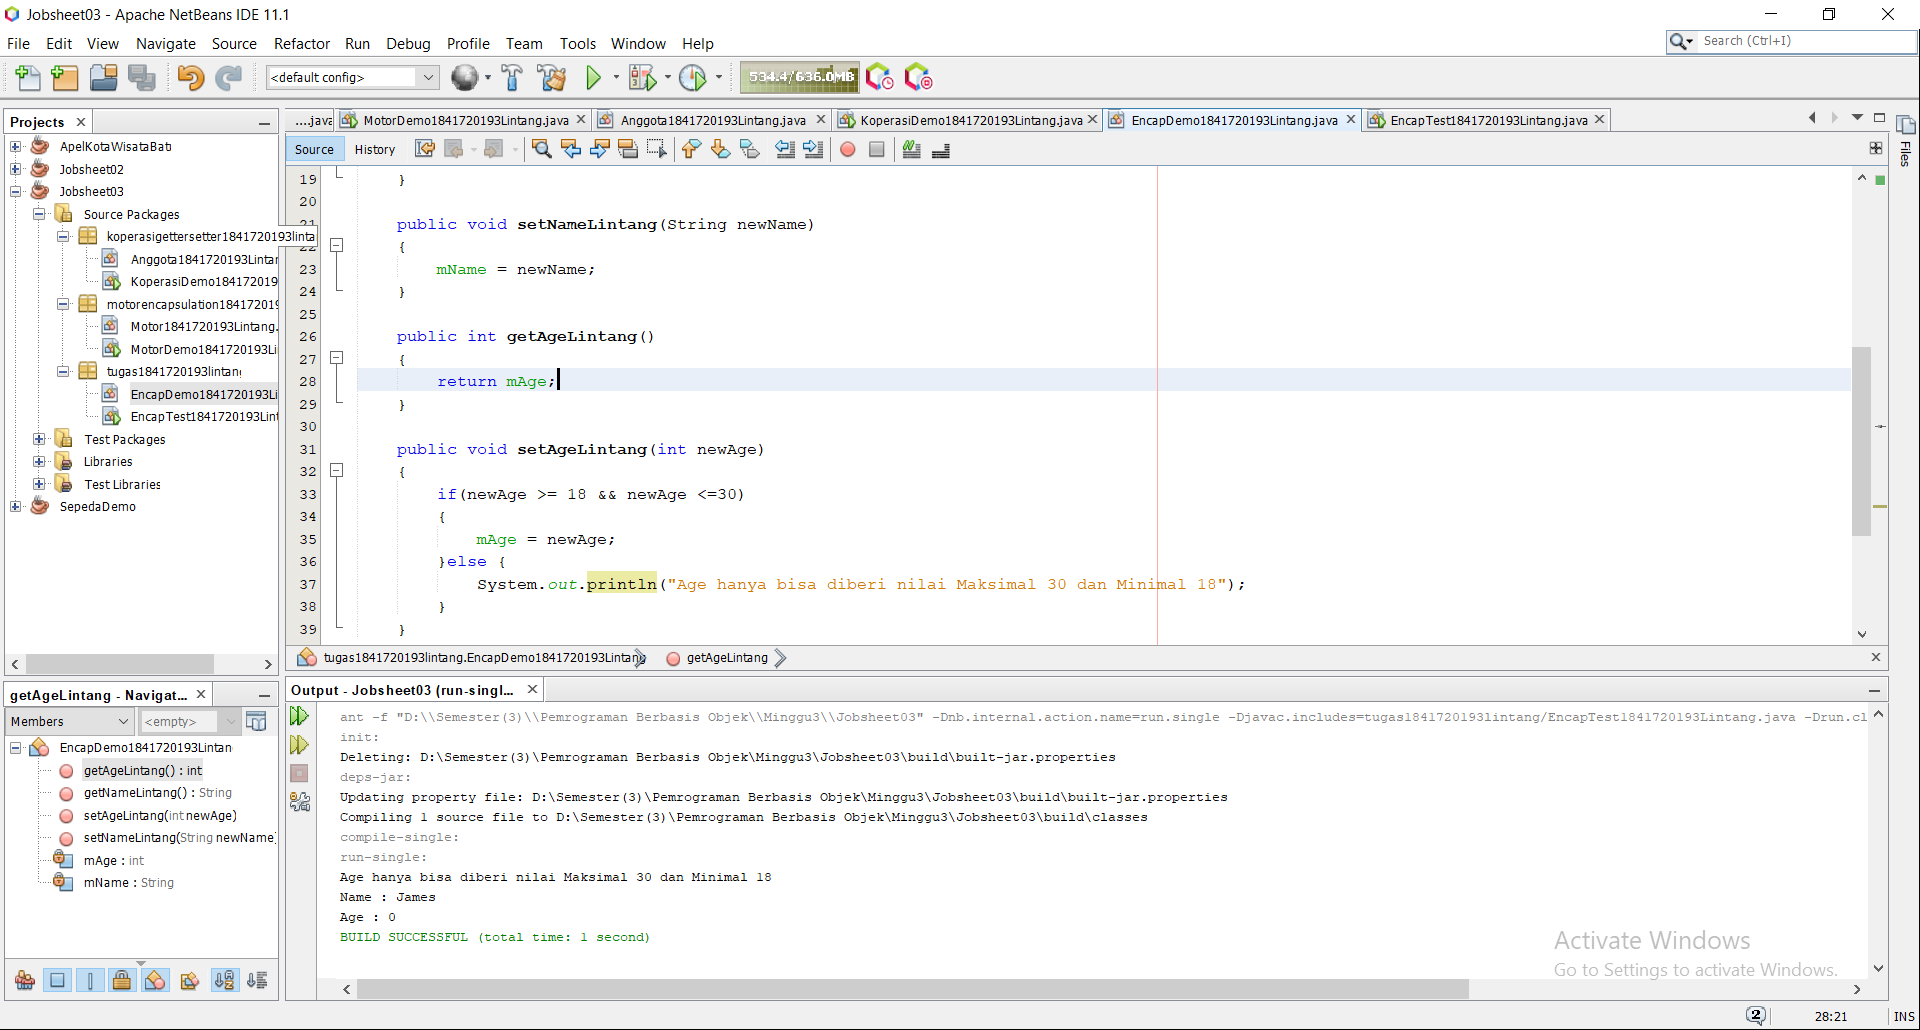 Jobsheet03 - Apache NetBeans IDE 11.1
File Edit View Navigate Source Refactor Run Debug Profile Team Tools Window Help
Search (Ctrl+I)
<default config>
534.4/636.0MB
Projects
ApelKotaWisataBatu
Jobsheet02
Jobsheet03
Source Packages
koperasigettersetter1841720193linta
Anggota1841720193Lintan
KoperasiDemo184172019
motorencapsulation184172019
Motor1841720193Lintang.
MotorDemo1841720193Li
tugas1841720193lintang
EncapDemo1841720193Li
EncapTest1841720193Lint
Test Packages
Libraries
Test Libraries
SepedaDemo
....java MotorDemo1841720193Lintang.java Anggota1841720193Lintang.java KoperasiDemo1841720193Lintang.java EncapDemo1841720193Lintang.java EncapTest1841720193Lintang.java
Files
Source History
19 }
20
21 public void setNameLintang(String newName)
22 {
23 mName = newName;
24 }
25
26 public int getAgeLintang()
27 {
28 return mAge;
29 }
30
31 public void setAgeLintang(int newAge)
32 {
33 if(newAge >= 18 && newAge <=30)
34 {
35 mAge = newAge;
36 }else {
37 System.out.println("Age hanya bisa diberi nilai Maksimal 30 dan Minimal 18");
38 }
39 }
tugas1841720193lintang.EncapDemo1841720193Lintang getAgeLintang
getAgeLintang - Navigat...
Members <empty>
EncapDemo1841720193Lintan
getAgeLintang() : int
getNameLintang() : String
setAgeLintang(int newAge)
setNameLintang(String newName)
mAge : int
mName : String
Output - Jobsheet03 (run-singl...
ant -f "D:\\Semester(3)\\Pemrograman Berbasis Objek\\Minggu3\\Jobsheet03" -Dnb.internal.action.name=run.single -Djavac.includes=tugas1841720193lintang/EncapTest1841720193Lintang.java -Drun.cl
init:
Deleting: D:\Semester(3)\Pemrograman Berbasis Objek\Minggu3\Jobsheet03\build\built-jar.properties
deps-jar:
Updating property file: D:\Semester(3)\Pemrograman Berbasis Objek\Minggu3\Jobsheet03\build\built-jar.properties
Compiling 1 source file to D:\Semester(3)\Pemrograman Berbasis Objek\Minggu3\Jobsheet03\build\classes
compile-single:
run-single:
Age hanya bisa diberi nilai Maksimal 30 dan Minimal 18
Name : James
Age : 0
BUILD SUCCESSFUL (total time: 1 second)
Activate Windows
Go to Settings to activate Windows.
2 28:21 INS